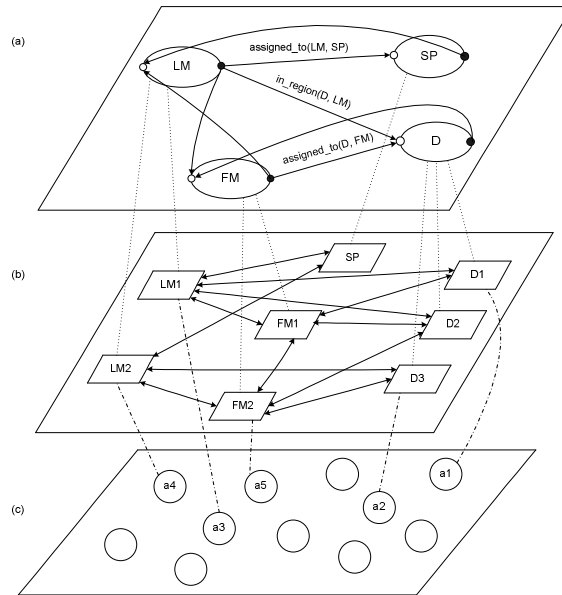 (a)
LM
assigned_to(LM, SP)
SP
in_region(D, LM)
D
assigned_to(D, FM)
FM
(b)
SP
LM1
D1
FM1
D2
LM2
D3
FM2
a4
a5
a1
a2
(c)
a3